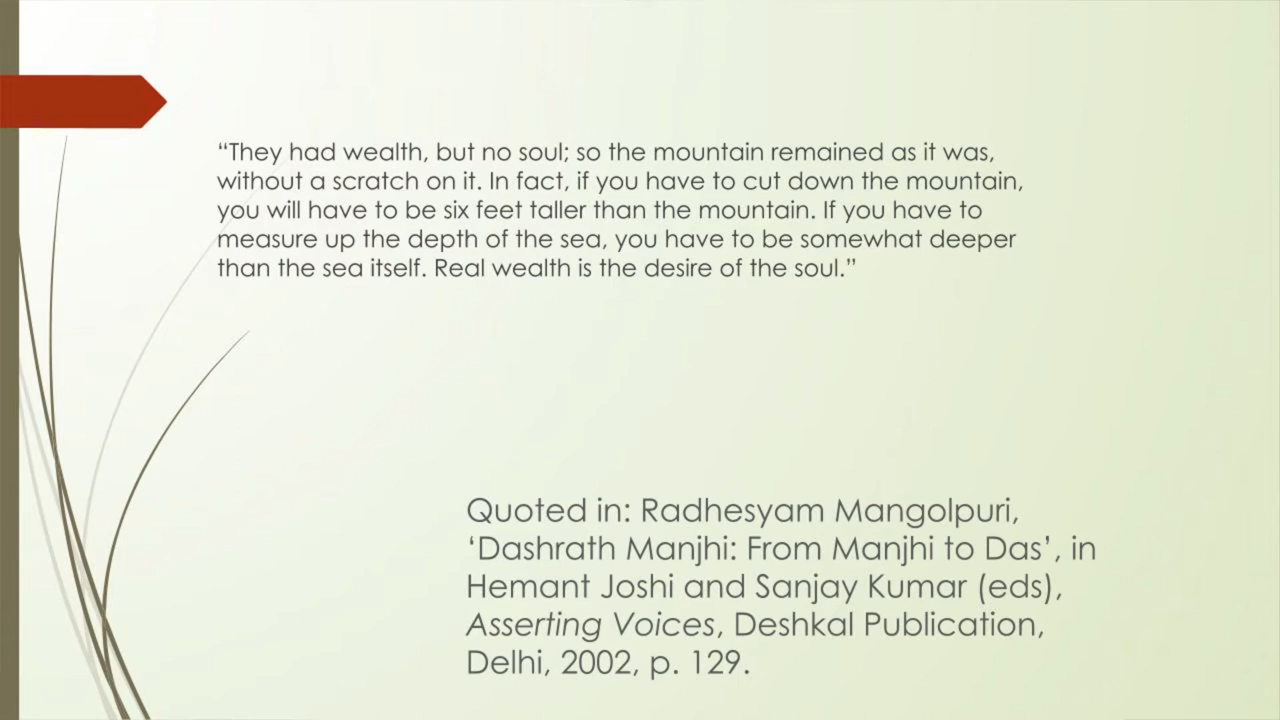 “They had wealth, but no soul; so the mountain remained as it was,
without a scratch on it. In fact, if you have to cut down the mountain,
you will have to be six feet taller than the mountain. If you have to
measure up the depth of the sea, you have to be somewhat deeper
than the sea itself. Real wealth is the desire of the soul.”
Quoted in: Radhesyam Mangolpuri,
‘Dashrath Manjhi: From Manjhi to Das’, in
Hemant Joshi and Sanjay Kumar (eds),
Asserting Voices, Deshkal Publication,
Delhi, 2002, p. 129.